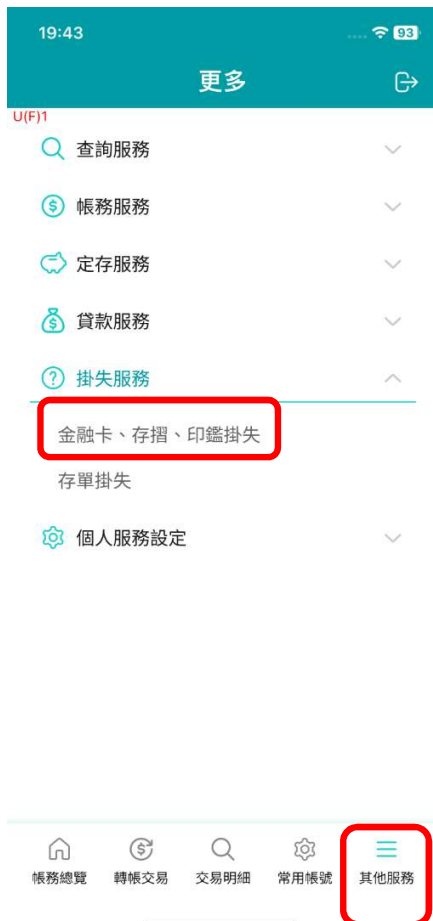 19:43
93
更多
U(F)1
查詢服務
帳務服務
定存服務
貸款服務
掛失服務
金融卡、存摺、印鑑掛失
存單掛失
個人服務設定
帳務總覽 轉帳交易 交易明細 常用帳號 其他服務